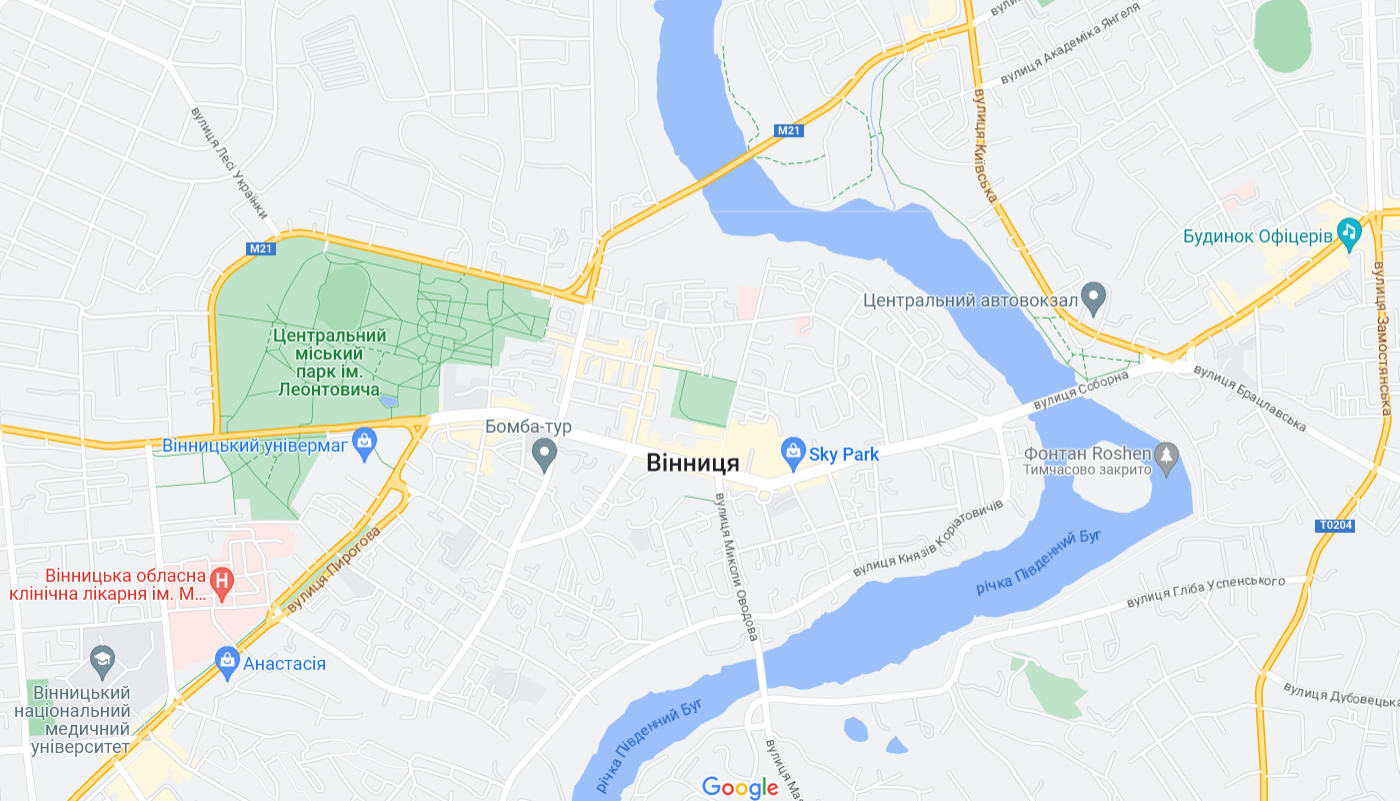 вулиця Академіка Янгеля
вулиця Лесі Українки
вулиця Київська
M21
M21
Будинок Офіцерів
вулиця Замостянська
Центральний автовокзал
Центральний
міський
парк ім.
Леонтовича
вулиця Соборна
вулиця Брацлавська
Вінницький універмаг
Бомба-тур
Вінниця
Sky Park
Фонтан Roshen
Тимчасово закрито
вулиця Миколи Оводова
вулиця Князів Коріатовичів
T0204
річка Південний Буг
вулиця Пирогова
Вінницька обласна
клінічна лікарня ім. М...
вулиця Гліба Успенського
Анастасія
Вінницький
національний
медичний
університет
річка Південний Буг
вулиця Дубовецька
Google